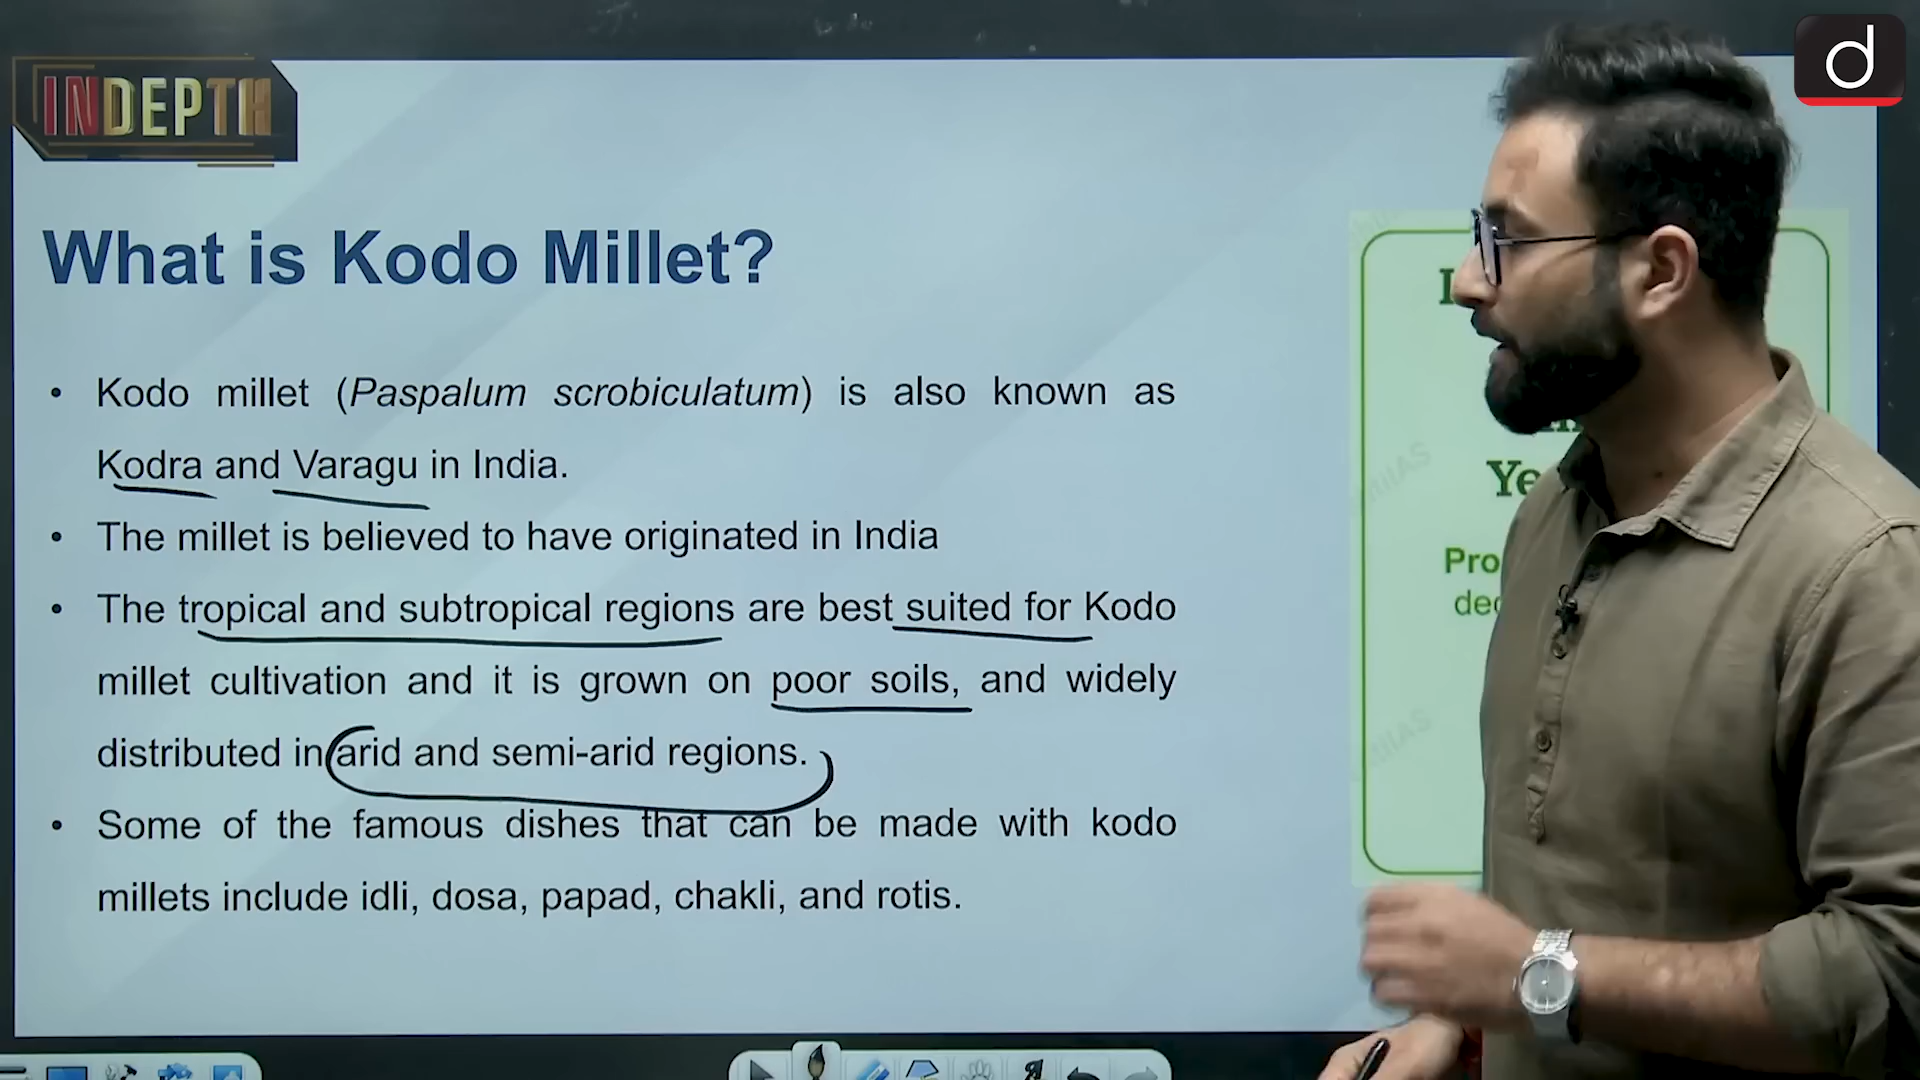 INDEPTH
d
What is Kodo Millet?
• Kodo millet (Paspalum scrobiculatum) is also known as
Kodra and Varagu in India.
• The millet is believed to have originated in India
• The tropical and subtropical regions are best suited for Kodo
millet cultivation and it is grown on poor soils, and widely
distributed in arid and semi-arid regions.
• Some of the famous dishes that can be made with kodo
millets include idli, dosa, papad, chakli, and rotis.